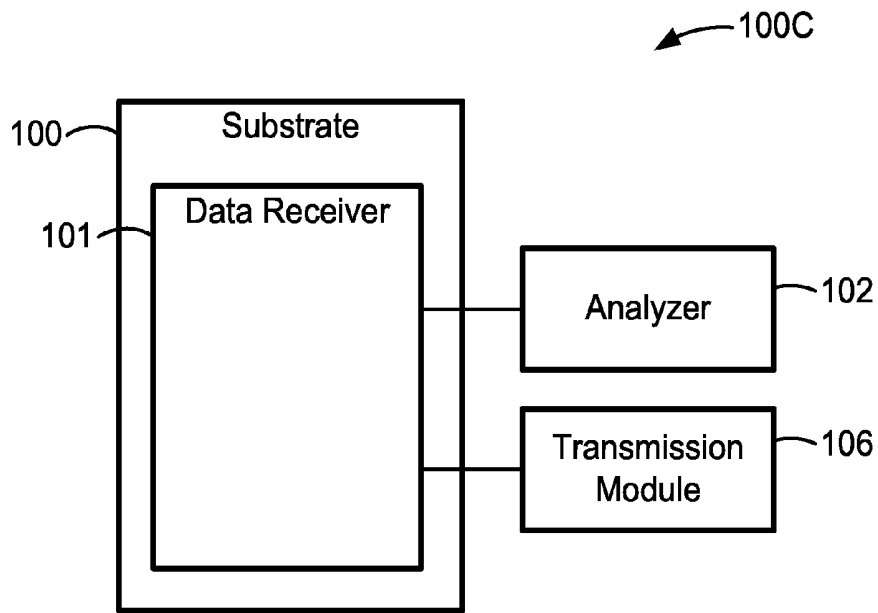 100C
100
Substrate
101
Data Receiver
Analyzer
102
Transmission
Module
106